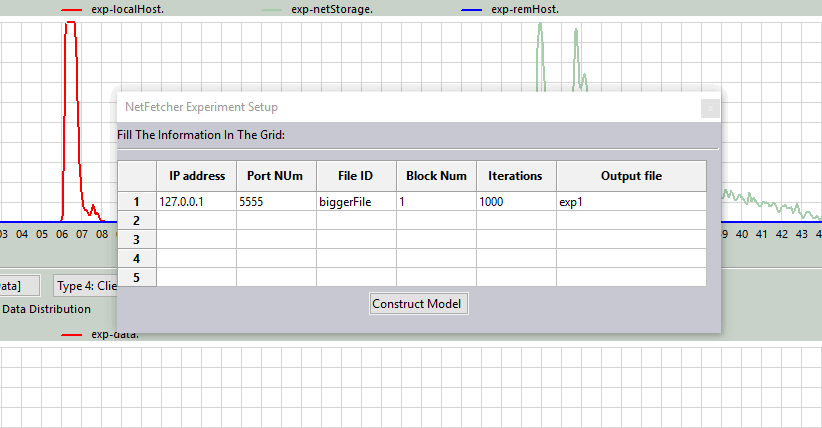 exp-localHost. exp-netStorage. exp-remHost.
NetFetcher Experiment Setup
Fill The Information In The Grid:
IP address Port NUm File ID Block Num Iterations Output file
1 127.0.0.1 5555 biggerFile 1 1000 exp1
2
3
4
5
Construct Model
03 04 05 06 07 08 39 40 41 42 43 4
ata] Type 4: Clie
Data Distribution
exp-data.